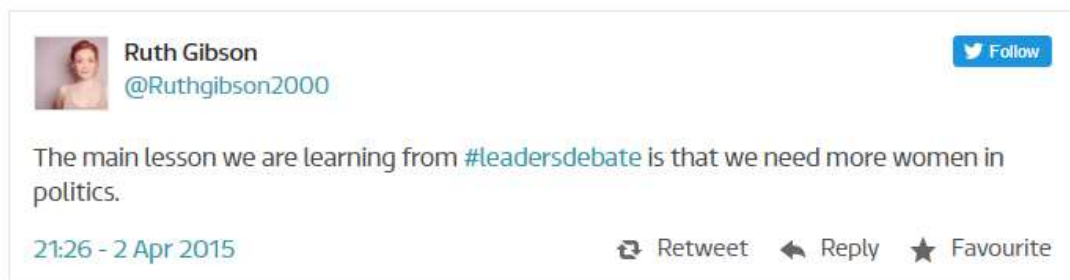 Ruth Gibson
Follow
@Ruthgibson2000
The main lesson we are learning from #leadersdebate is that we need more women in
politics.
21:26 - 2 Apr 2015 Retweet Reply Favourite